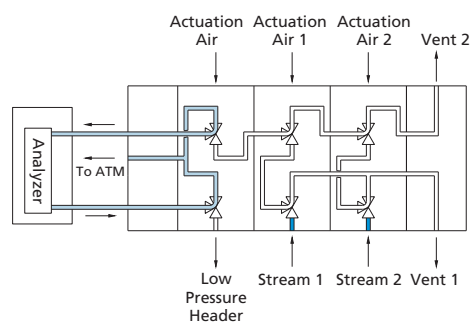 Actuation
Air
Actuation
Air 1
Actuation
Air 2
Vent 2
Analyzer
To ATM
Low
Pressure
Header
Stream 1
Stream 2
Vent 1